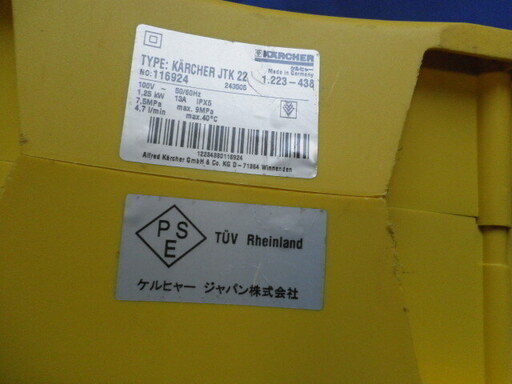 KÄRCHER
TYPE: KÄRCHER JTK 22
Made in Germany
NO: 116924
1.223-438
100V ~ 50/60Hz
1,25 kW 13A IPX5
7,5MPa max. 9MPa
4.7 l/min max.40°C
Alfred Kärcher GmbH & Co. KG D - 71364 Winnenden
PSE
TÜV Rheinland
ケルヒャー ジャパン株式会社